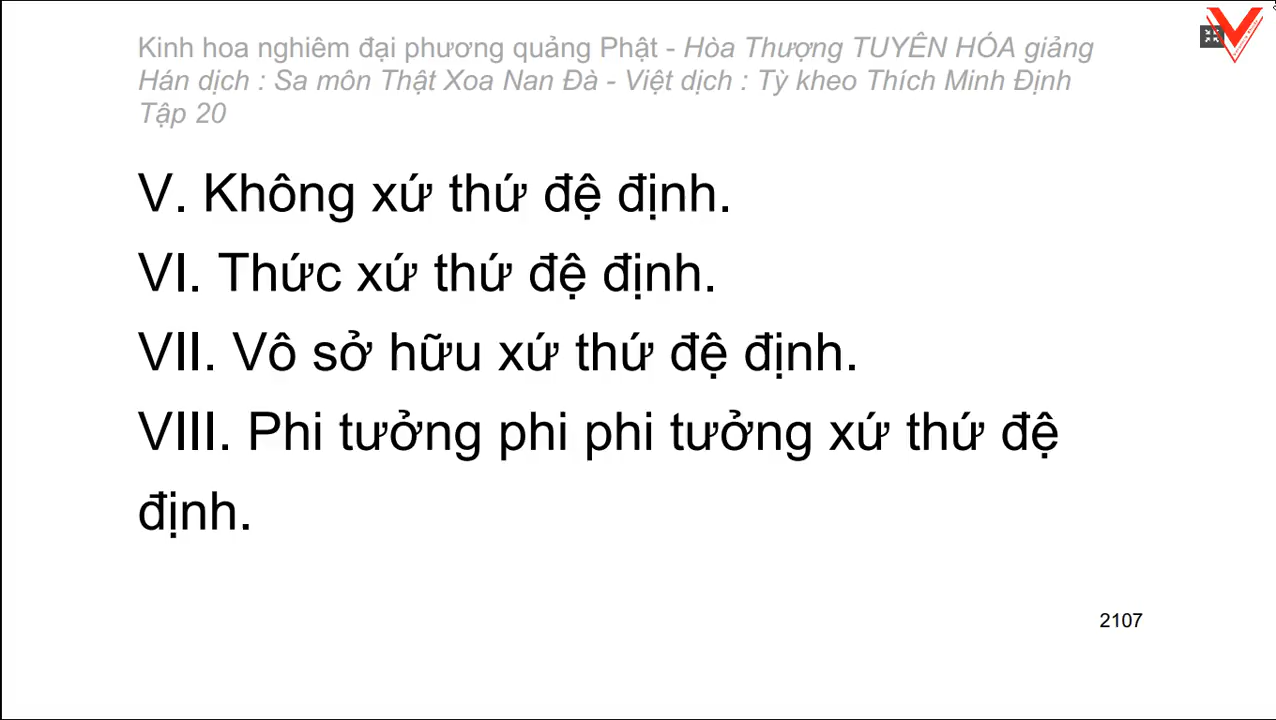 Kinh hoa nghiêm đại phương quảng Phật - Hòa Thượng TUYÊN HÓA giảng
Hán dịch : Sa môn Thật Xoa Nan Đà - Việt dịch : Tỳ kheo Thích Minh Định
Tập 20
V. Không xứ thứ đệ định.
VI. Thức xứ thứ đệ định.
VII. Vô sở hữu xứ thứ đệ định.
VIII. Phi tưởng phi phi tưởng xứ thứ đệ
định.
2107